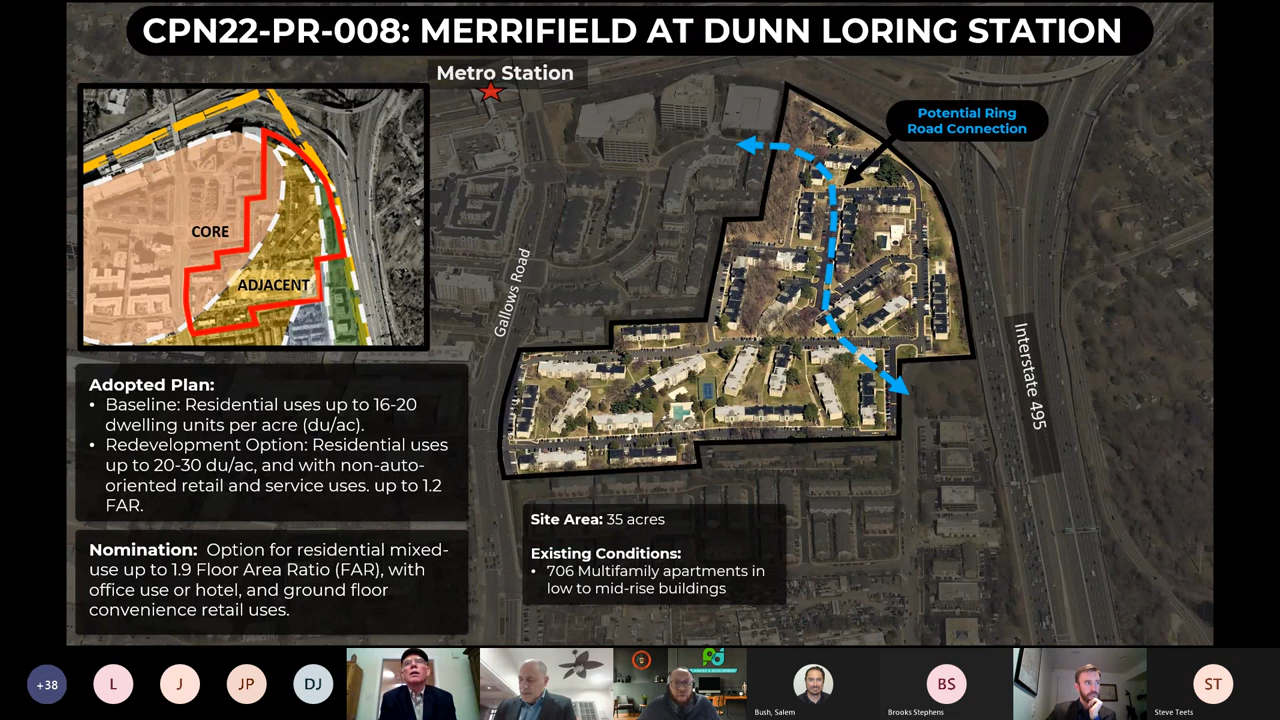 CPN22-PR-008: MERRIFIELD AT DUNN LORING STATION
Metro Station
Potential Ring
Road Connection
CORE
ADJACENT
Gallows Road
Interstate 495
Adopted Plan:
• Baseline: Residential uses up to 16-20
dwelling units per acre (du/ac).
• Redevelopment Option: Residential uses
up to 20-30 du/ac, and with non-auto-
oriented retail and service uses. up to 1.2
FAR.
Nomination: Option for residential mixed-
use up to 1.9 Floor Area Ratio (FAR), with
office use or hotel, and ground floor
convenience retail uses.
Site Area: 35 acres
Existing Conditions:
• 706 Multifamily apartments in
low to mid-rise buildings
+38
L
J
JP
DJ
Bush, Salem
BS
Brooks Stephens
ST
Steve Teets